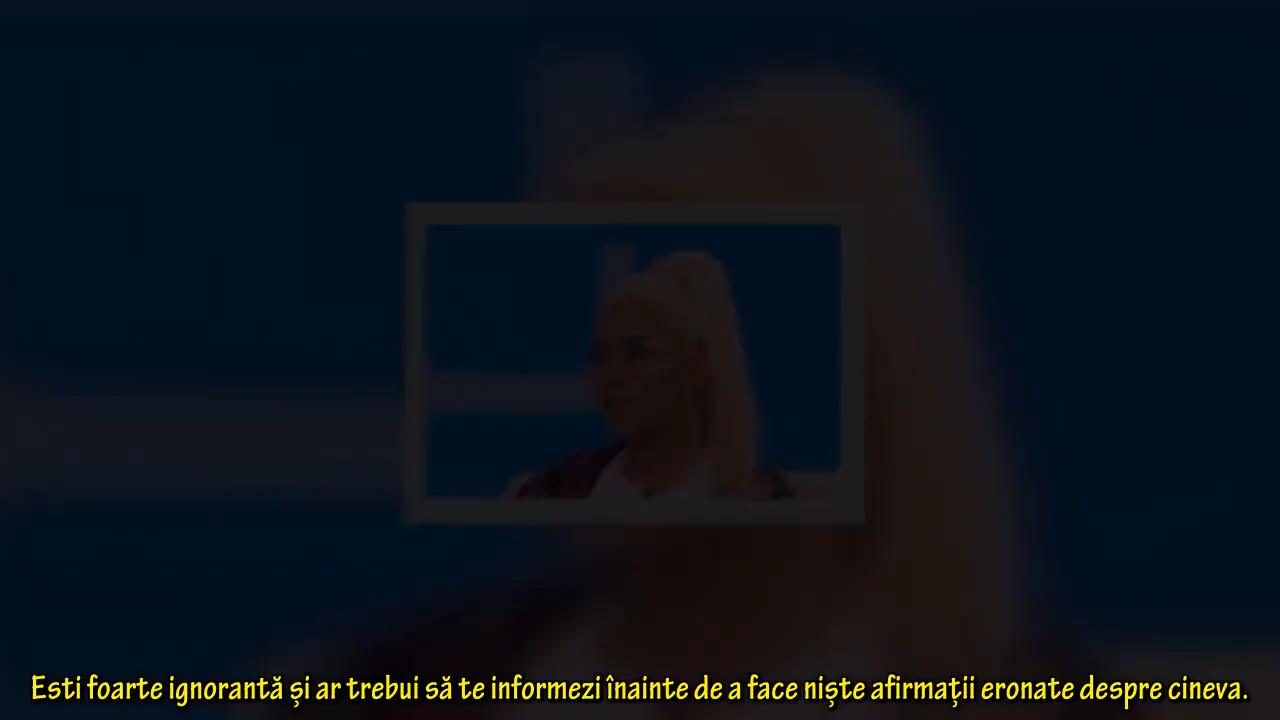 Esti foarte ignorantă și ar trebui să te informezi înainte de a face niște afirmații eronate despre cineva.